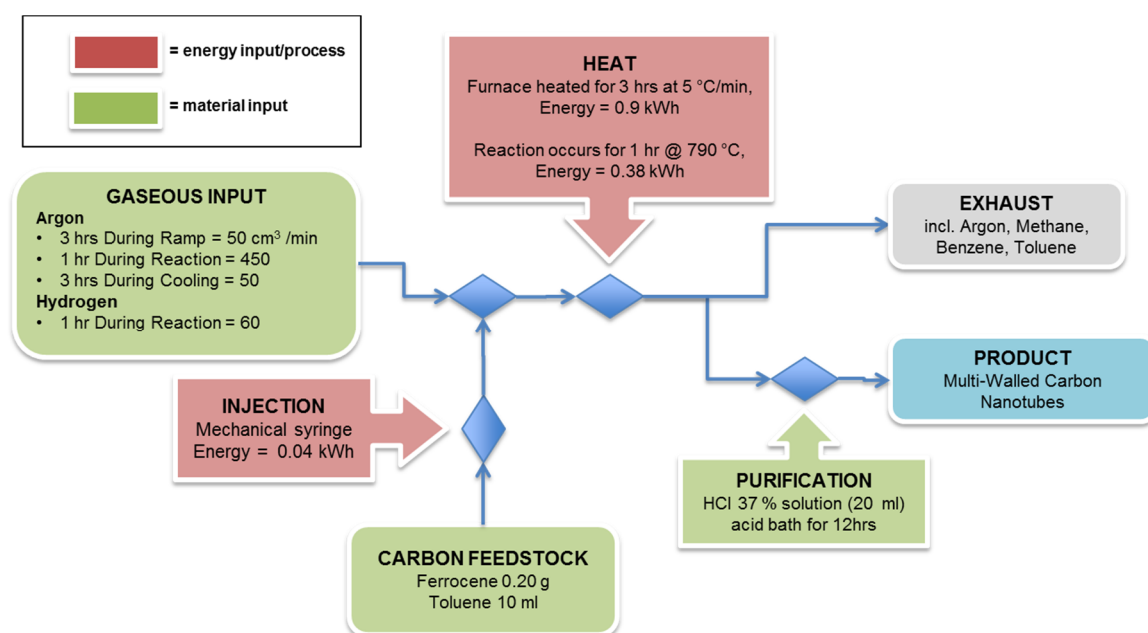 = energy input/process
= material input
HEAT
Furnace heated for 3 hrs at 5 °C/min,
Energy = 0.9 kWh
Reaction occurs for 1 hr @ 790 °C,
Energy = 0.38 kWh
GASEOUS INPUT
Argon
• 3 hrs During Ramp = 50 cm³ /min
• 1 hr During Reaction = 450
• 3hrs During Cooling = 50
Hydrogen
• 1 hr During Reaction = 60
EXHAUST
incl. Argon, Methane,
Benzene, Toluene
PRODUCT
Multi-Walled Carbon
Nanotubes
INJECTION
Mechanical syringe
Energy = 0.04 kWh
PURIFICATION
HCl 37 % solution (20 ml)
acid bath for 12hrs
CARBON FEEDSTOCK
Ferrocene 0.20 g
Toluene 10 ml